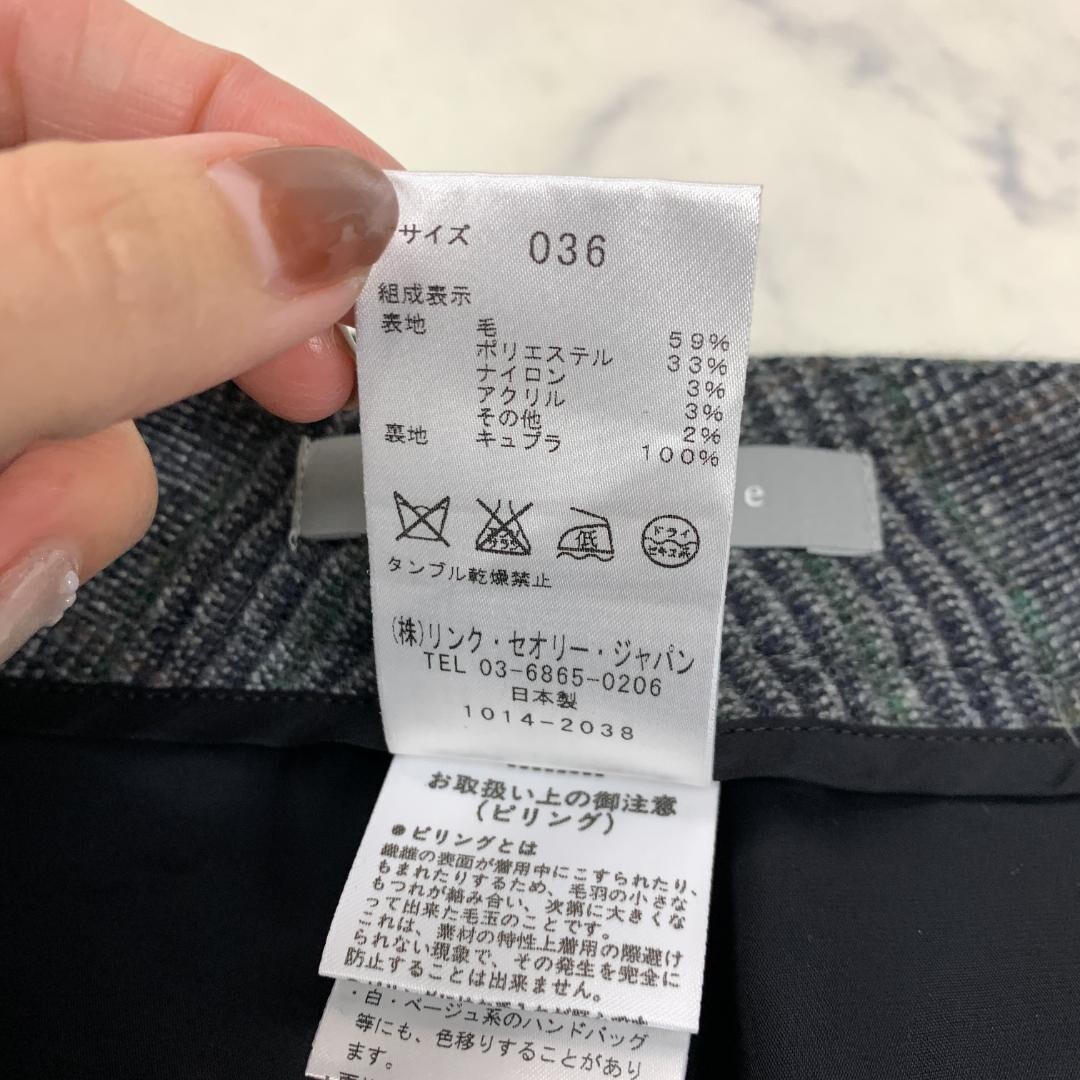 サイズ 036
組成表示
表地 毛 59%
ポリエステル 33%
ナイロン 3%
アクリル 3%
その他 2%
裏地 キュプラ 100%
e
エンソサラシ
低
ドライ
セキユ系
タンブル乾燥禁止
(株)リンク・セオリー・ジャパン
TEL 03-6865-0206
日本製
1014-2038
お取扱い上の御注意
(ピリング)
●ピリングとは
繊維の表面が着用中にこすられたり、
もまれたりするため、毛羽の小さな
もつれが絡み合い、次第に大きくな
って出来た毛玉のことです。
これは、素材の特性上着用の際避け
られない現象で、その発生を完全に
防止することは出来ません。
・白・ベージュ系のハンドバッグ
等にも、色移りすることがあり
ます。